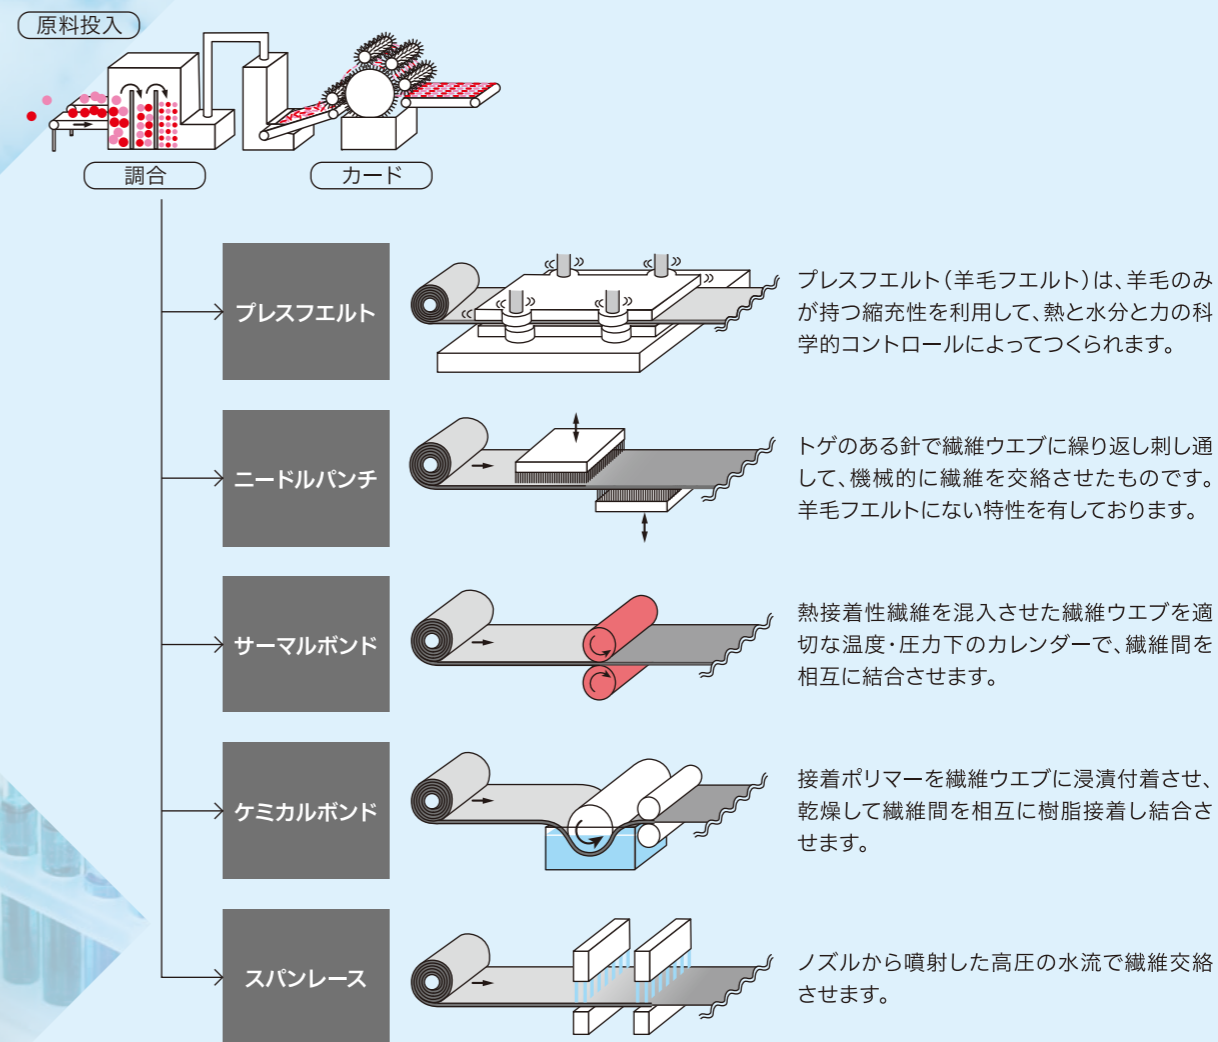 原料投入
調合
カード
プレスフエルト
プレスフエルト(羊毛フエルト)は、羊毛のみ
が持つ縮充性を利用して、熱と水分と力の科
学的コントロールによってつくられます。
ニードルパンチ
トゲのある針で繊維ウエブに繰り返し刺し通
して、機械的に繊維を交絡させたものです。
羊毛フエルトにない特性を有しております。
サーマルボンド
熱接着性繊維を混入させた繊維ウエブを適
切な温度・圧力下のカレンダーで、繊維間を
相互に結合させます。
ケミカルボンド
接着ポリマーを繊維ウエブに浸漬付着させ、
乾燥して繊維間を相互に樹脂接着し結合さ
せます。
スパンレース
ノズルから噴射した高圧の水流で繊維交絡
させます。